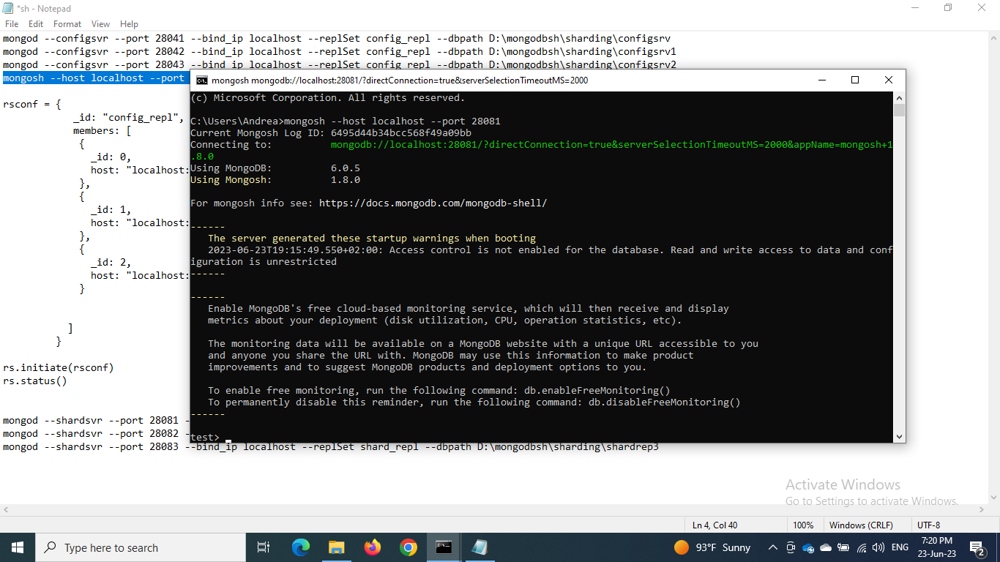 *sh - Notepad
File Edit Format View Help
mongod --configsvr --port 28041 --bind_ip localhost --replSet config_repl --dbpath D:\mongodbsh\sharding\configsrv
mongod --configsvr --port 28042 --bind_ip localhost --replSet config_repl --dbpath D:\mongodbsh\sharding\configsrv1
mongod --configsvr --port 28043 --bind_ip localhost --replSet config_repl --dbpath D:\mongodbsh\sharding\configsrv2
mongosh --host localhost --port
rsconf = {
_id: "config_repl",
members: [
{
_id: 0,
host: "localhost:
},
{
_id: 1,
host: "localhost:
},
{
_id: 2,
host: "localhost:
}
]
}
rs.initiate(rsconf)
rs.status()
mongod --shardsvr --port 28081 -
mongod --shardsvr --port 28082 -
mongod --shardsvr --port 28083 --bind_ip localhost --replSet shard_repl --dbpath D:\mongodbsh\sharding\shardrep3
mongosh mongodb://localhost:28081/?directConnection=true&serverSelectionTimeoutMS=2000
(c) Microsoft Corporation. All rights reserved.
C:\Users\Andrea>mongosh --host localhost --port 28081
Current Mongosh Log ID: 6495d44b34bcc568f49a09bb
Connecting to: mongodb://localhost:28081/?directConnection=true&serverSelectionTimeoutMS=2000&appName=mongosh+1
.8.0
Using MongoDB: 6.0.5
Using Mongosh: 1.8.0
For mongosh info see: https://docs.mongodb.com/mongodb-shell/
------
The server generated these startup warnings when booting
2023-06-23T19:15:49.550+02:00: Access control is not enabled for the database. Read and write access to data and conf
iguration is unrestricted
------
------
Enable MongoDB's free cloud-based monitoring service, which will then receive and display
metrics about your deployment (disk utilization, CPU, operation statistics, etc).
The monitoring data will be available on a MongoDB website with a unique URL accessible to you
and anyone you share the URL with. MongoDB may use this information to make product
improvements and to suggest MongoDB products and deployment options to you.
To enable free monitoring, run the following command: db.enableFreeMonitoring()
To permanently disable this reminder, run the following command: db.disableFreeMonitoring()
------
test>
Activate Windows
Go to Settings to activate Windows.
Ln 4, Col 40 100% Windows (CRLF) UTF-8
Type here to search
93°F Sunny
ENG
7:20 PM
23-Jun-23
2